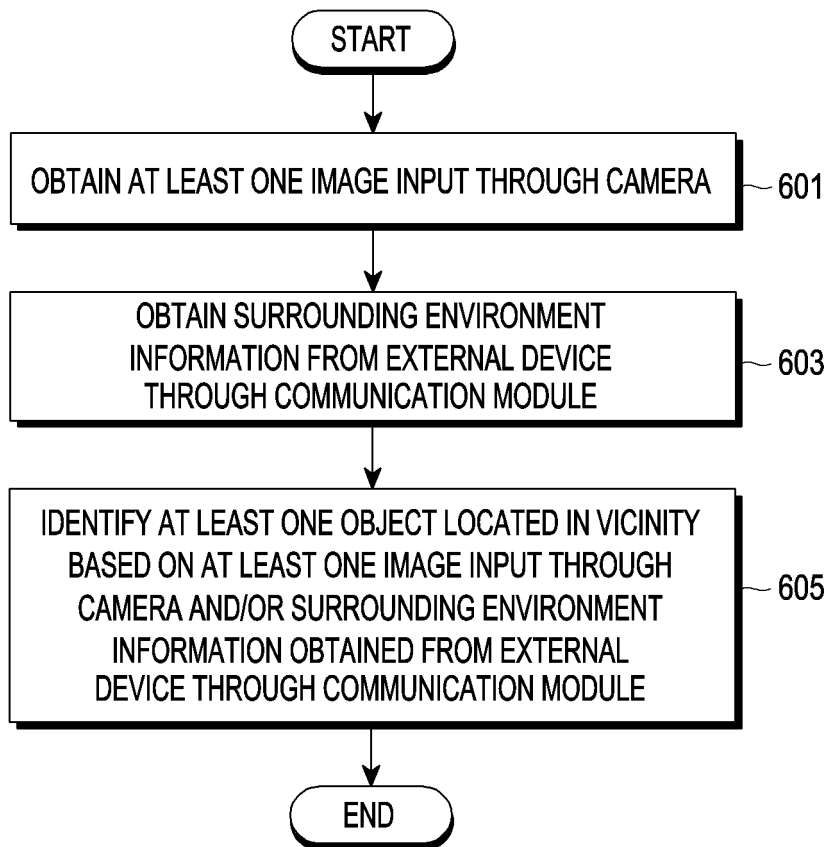 START
OBTAIN AT LEAST ONE IMAGE INPUT THROUGH CAMERA
601
OBTAIN SURROUNDING ENVIRONMENT
INFORMATION FROM EXTERNAL DEVICE
THROUGH COMMUNICATION MODULE
603
IDENTIFY AT LEAST ONE OBJECT LOCATED IN VICINITY
BASED ON AT LEAST ONE IMAGE INPUT THROUGH
CAMERA AND/OR SURROUNDING ENVIRONMENT
INFORMATION OBTAINED FROM EXTERNAL
DEVICE THROUGH COMMUNICATION MODULE
605
END